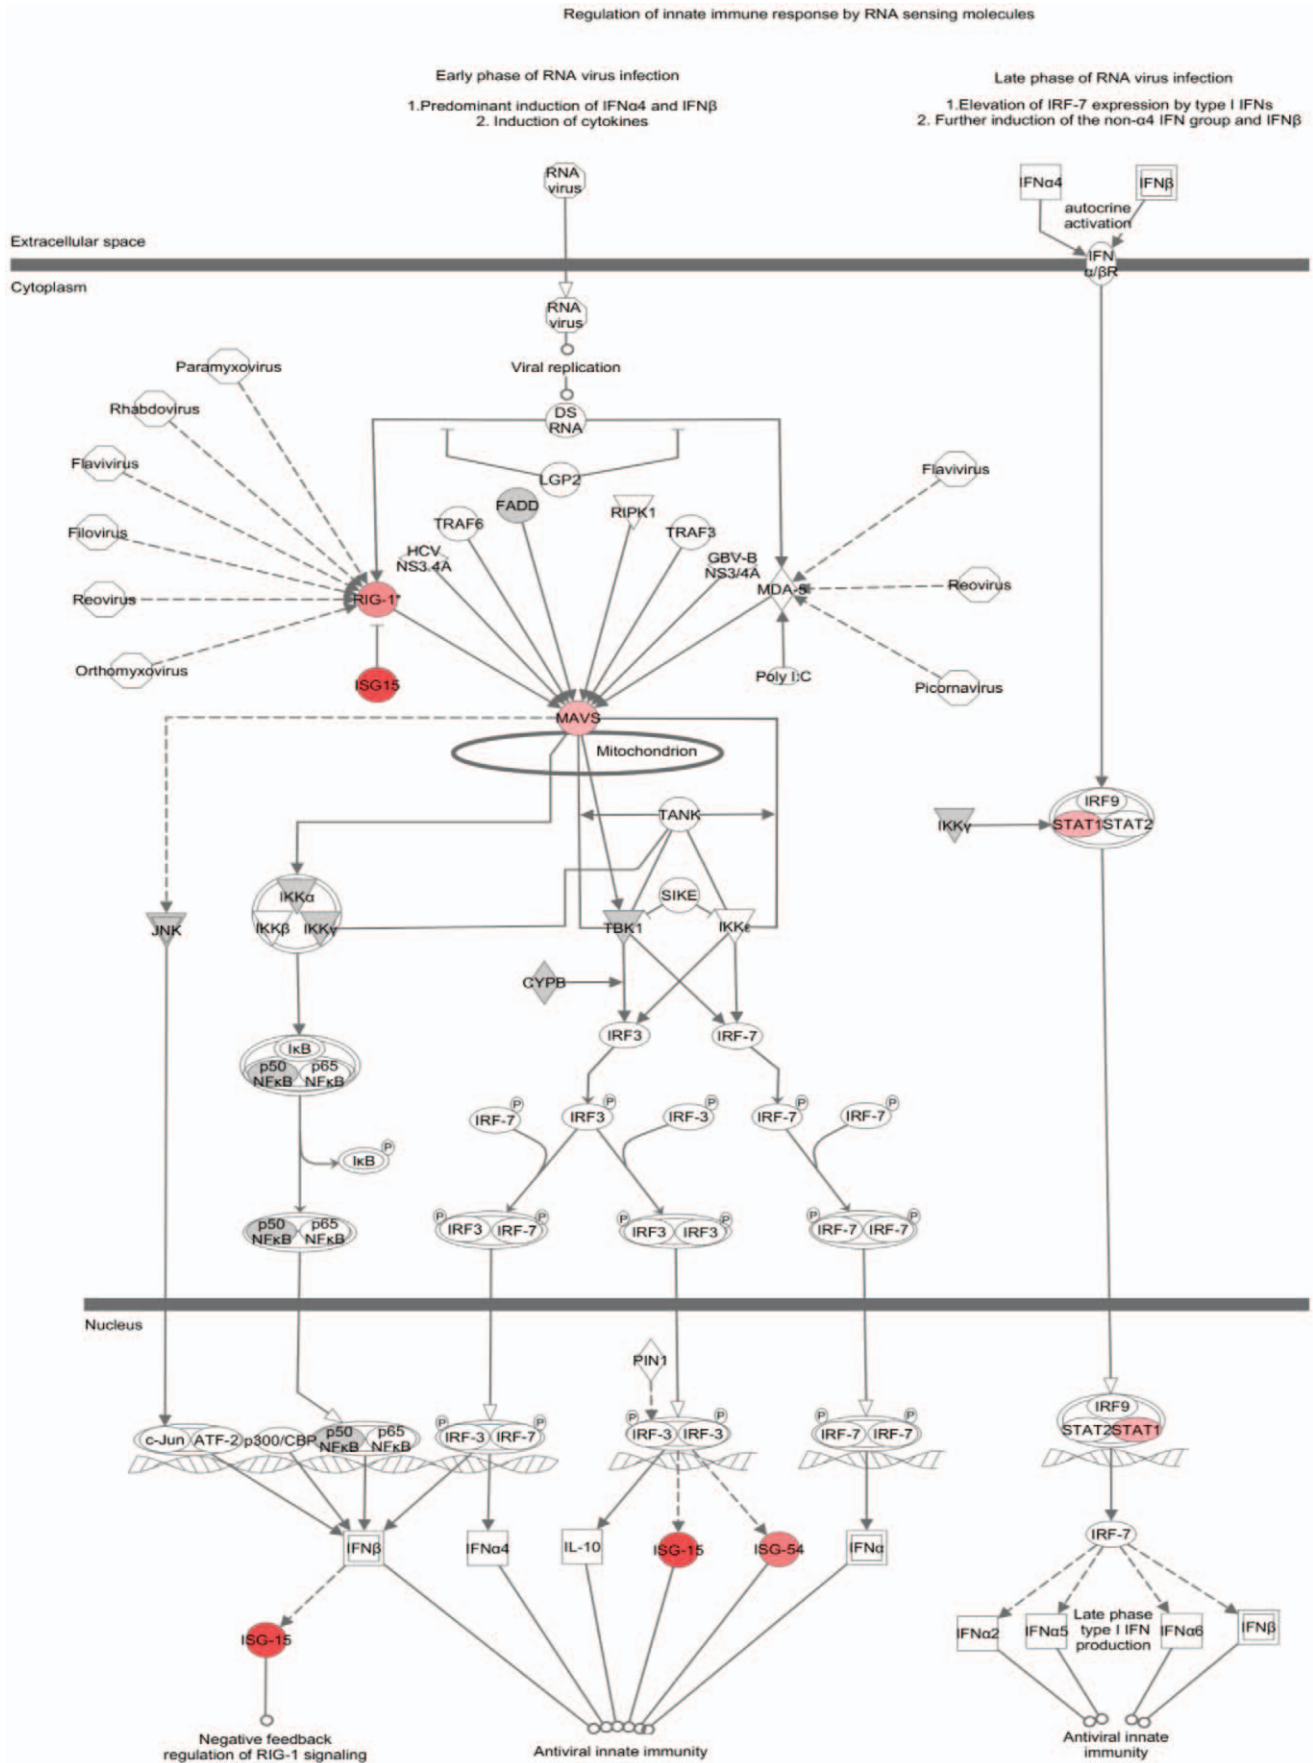 Regulation of innate immune response by RNA sensing molecules
Early phase of RNA virus infection
1.Predominant induction of IFNα4 and IFNβ
2. Induction of cytokines
Late phase of RNA virus infection
1.Elevation of IRF-7 expression by type I IFNs
2. Further induction of the non-α4 IFN group and IFNβ
RNA
virus
IFNα4
IFNβ
autocrine
activation
Extracellular space
IFN
α/βR
Cytoplasm
RNA
virus
Viral replication
Paramyxovirus
Rhabdovirus
Flavivirus
Filovirus
Reovirus
Orthomyxovirus
DS
RNA
LGP2
FADD
TRAF6
HCV
NS3.4A
RIPK1
TRAF3
GBV-B
NS3/4A
MDA-5
Flavivirus
Reovirus
Picornavirus
Poly I:C
RIG-1*
ISG15
MAVS
Mitochondrion
TANK
SIKE
IKKγ
IRF9
STAT1 STAT2
JNK
IKKα
IKKβ IKKγ
TBK1
IKKε
CYPB
IRF3
IRF-7
IκB
p50 p65
NFκB NFκB
IRF-7 P
IRF3 P
IRF-3 P
IRF-7 P
IRF-7 P
IκB P
p50 p65
NFκB NFκB
P IRF3 IRF-7 P
P IRF3 IRF3 P
P IRF-7 IRF-7 P
Nucleus
PIN1
c-Jun ATF-2 p300/CBP
p50 p65
NFκB NFκB
P IRF-3 IRF-7 P
P IRF-3 IRF-3 P
P IRF-7 IRF-7 P
IRF9
STAT2 STAT1
IFNβ
IFNα4
IL-10
ISG-15
ISG-54
IFNα
IRF-7
ISG-15
IFNα2
IFNα5
Late phase
type I IFN
production
IFNα6
IFNβ
Negative feedback
regulation of RIG-1 signaling
Antiviral innate immunity
Antiviral innate
immunity